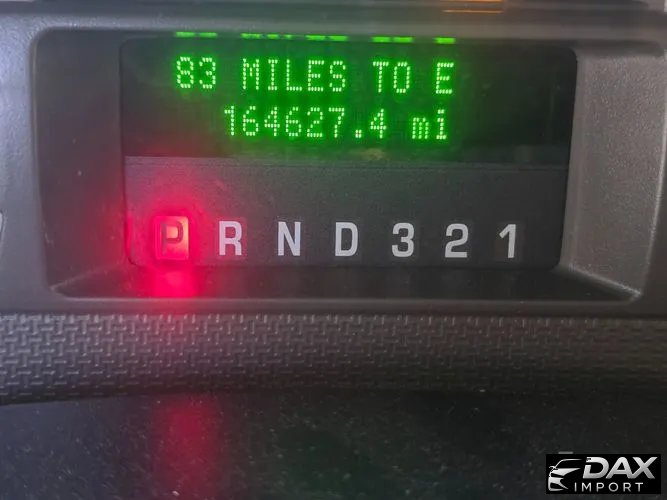 83 MILES TO E
164627.4 mi
P R N D 3 2 1
DAX
IMPORT